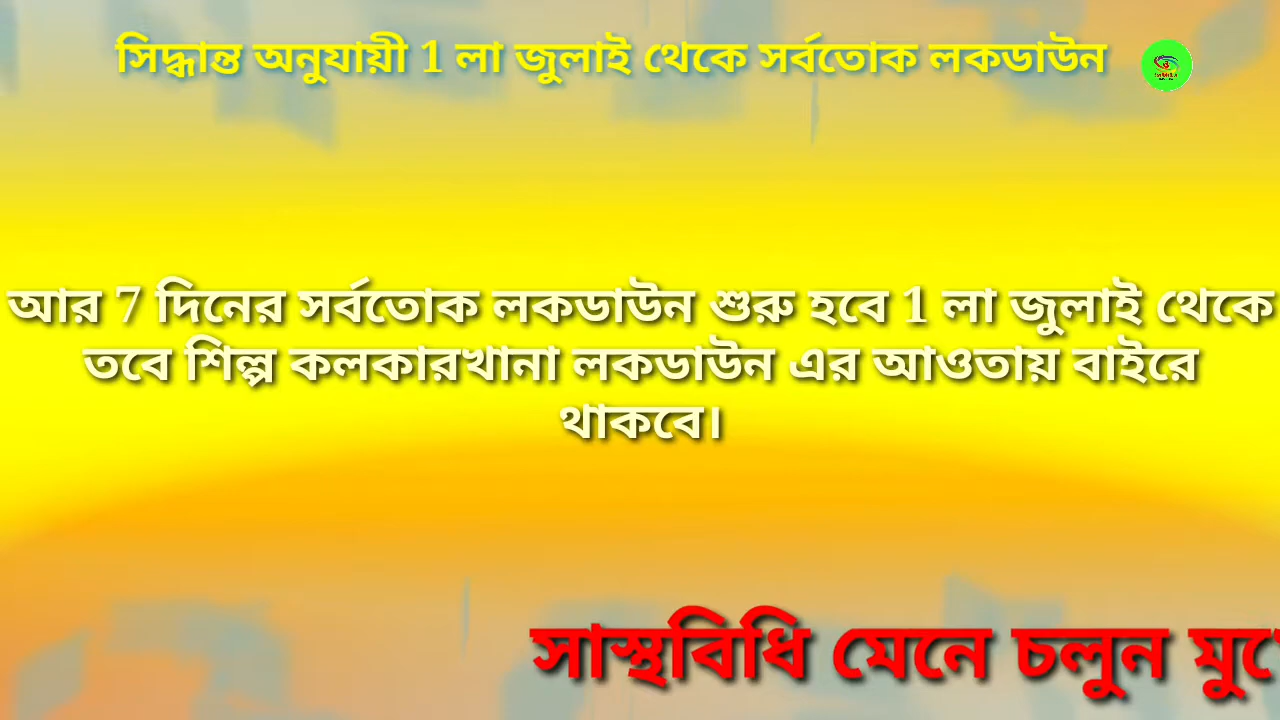 সিদ্ধান্ত অনুযায়ী 1 লা জুলাই থেকে সর্বতোক লকডাউন
আর 7 দিনের সর্বতোক লকডাউন শুরু হবে 1 লা জুলাই থেকে
তবে শিল্প কলকারখানা লকডাউন এর আওতায় বাইরে
থাকবে।
সাস্থবিধি মেনে চলুন